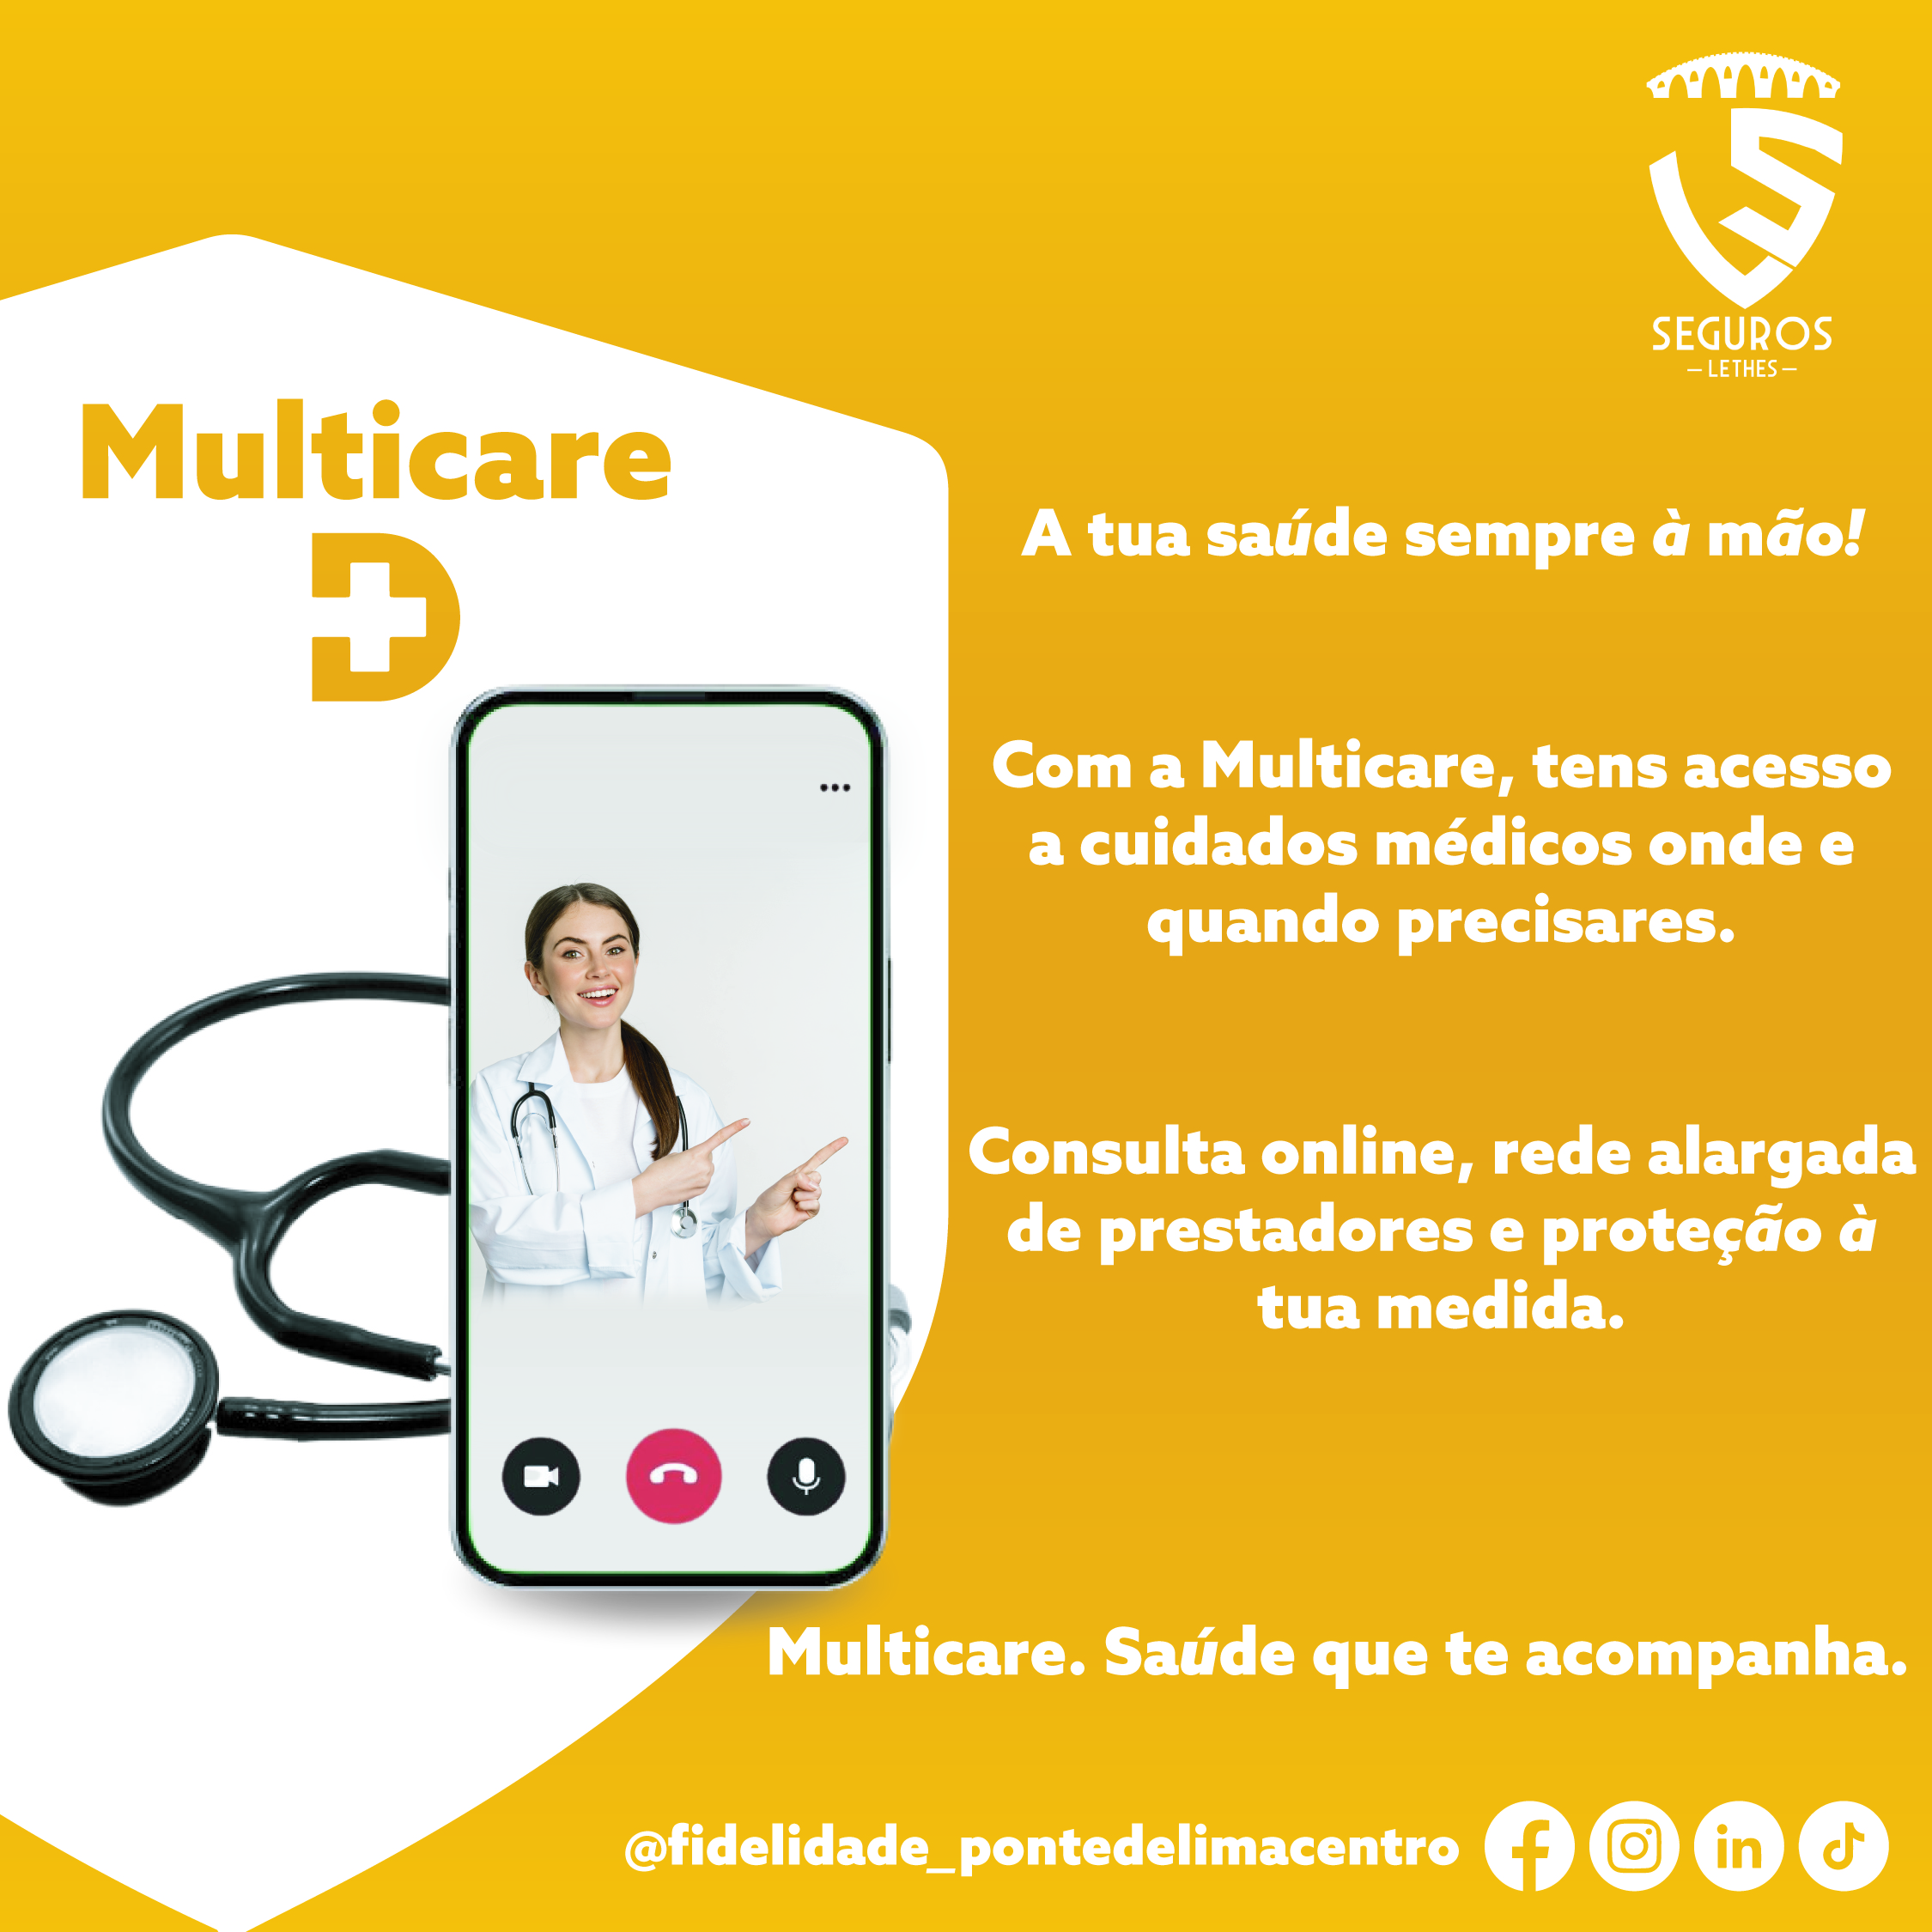 SEGUROS
LETHES
Multicare
A tua saúde sempre à mão!
Com a Multicare, tens acesso
a cuidados médicos onde e
quando precisares.
Consulta online, rede alargada
de prestadores e proteção à
tua medida.
Multicare. Saúde que te acompanha.
@fidelidade_pontedelimacentro